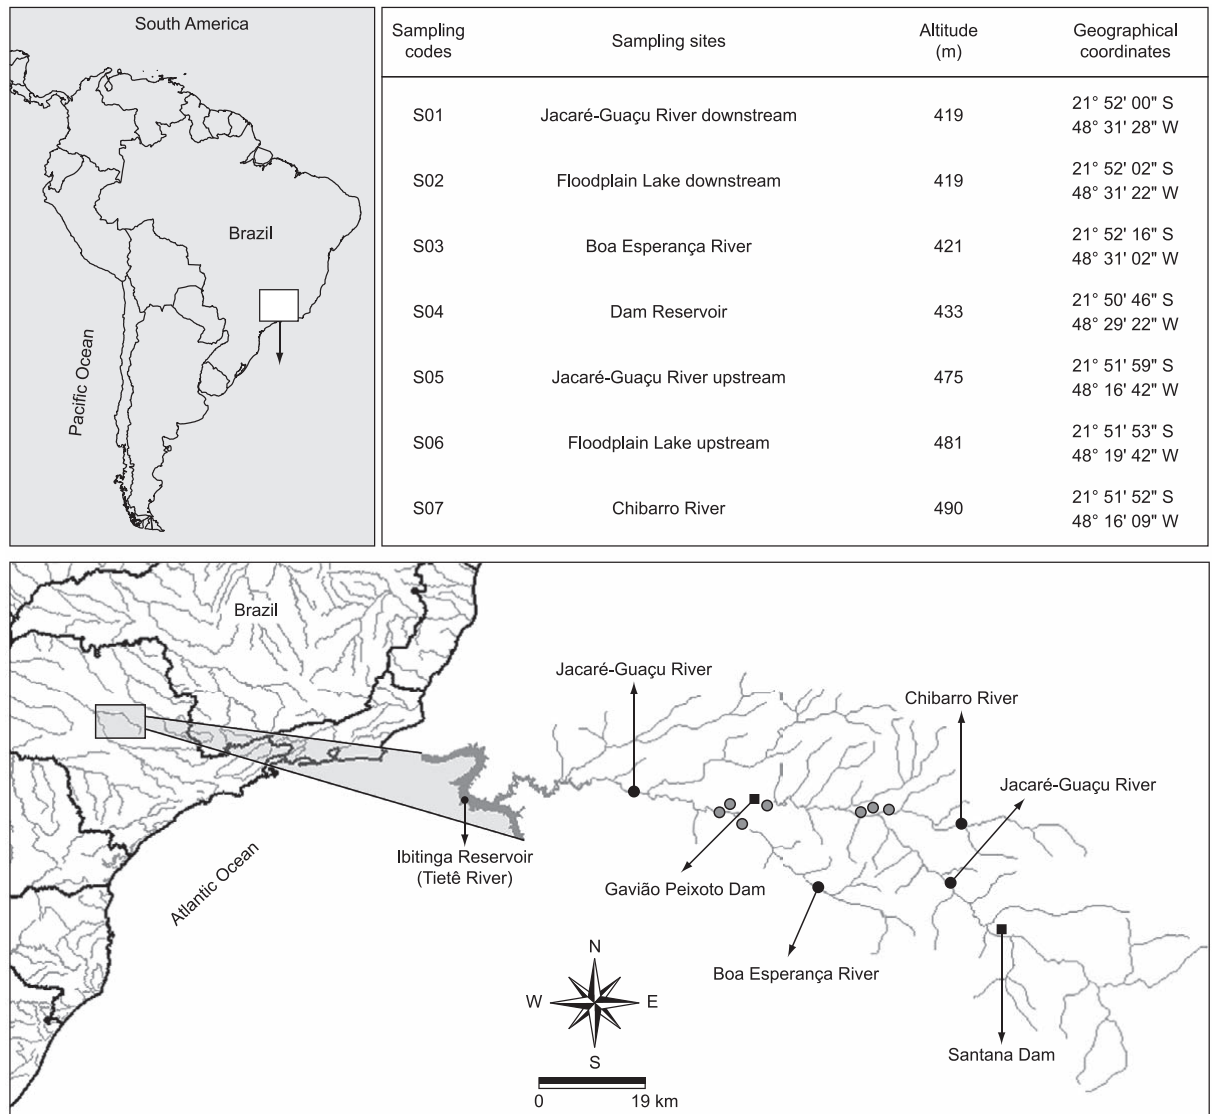 South America
Brazil
Pacific Ocean
Sampling codes Sampling sites Altitude (m) Geographical coordinates
S01 Jacaré-Guaçu River downstream 419 21° 52' 00" S 48° 31' 28" W
S02 Floodplain Lake downstream 419 21° 52' 02" S 48° 31' 22" W
S03 Boa Esperança River 421 21° 52' 16" S 48° 31' 02" W
S04 Dam Reservoir 433 21° 50' 46" S 48° 29' 22" W
S05 Jacaré-Guaçu River upstream 475 21° 51' 59" S 48° 16' 42" W
S06 Floodplain Lake upstream 481 21° 51' 53" S 48° 19' 42" W
S07 Chibarro River 490 21° 51' 52" S 48° 16' 09" W
Brazil
Atlantic Ocean
Ibitinga Reservoir
(Tietê River)
Jacaré-Guaçu River
Chibarro River
Jacaré-Guaçu River
Gavião Peixoto Dam
Boa Esperança River
Santana Dam
N
W E
S
0 19 km